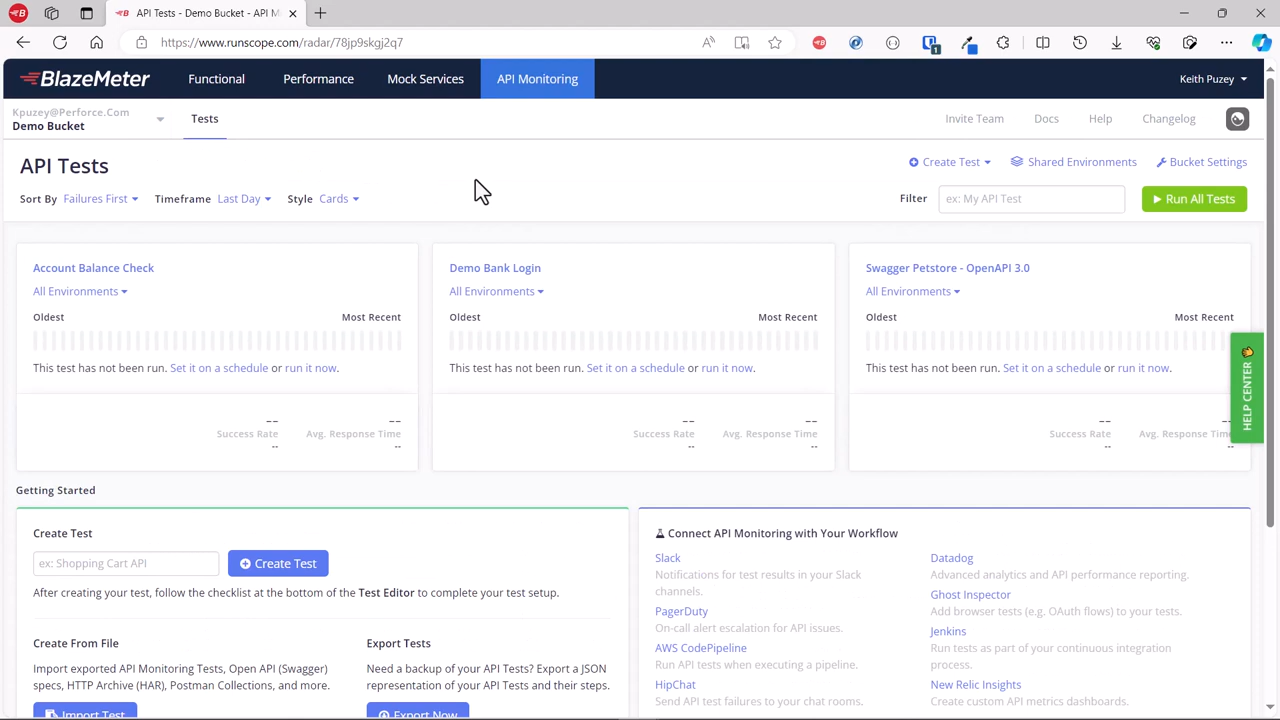 API Tests - Demo Bucket - API M
https://www.runscope.com/radar/78jp9skgj2q7
1
BlazeMeter
Functional
Performance
Mock Services
API Monitoring
Keith Puzey
Kpuzey@Perforce.Com
Demo Bucket
Tests
Invite Team
Docs
Help
Changelog
API Tests
Create Test
Shared Environments
Bucket Settings
Sort By Failures First
Timeframe Last Day
Style Cards
Filter
ex: My API Test
Run All Tests
Account Balance Check
All Environments
Oldest
Most Recent
This test has not been run. Set it on a schedule or run it now.
--
--
Success Rate
Avg. Response Time
--
--
Demo Bank Login
All Environments
Oldest
Most Recent
This test has not been run. Set it on a schedule or run it now.
--
--
Success Rate
Avg. Response Time
--
--
Swagger Petstore - OpenAPI 3.0
All Environments
Oldest
Most Recent
This test has not been run. Set it on a schedule or run it now.
--
--
Success Rate
Avg. Response Time
--
--
HELP CENTER
Getting Started
Create Test
ex: Shopping Cart API
Create Test
After creating your test, follow the checklist at the bottom of the Test Editor to complete your test setup.
Create From File
Import exported API Monitoring Tests, Open API (Swagger)
specs, HTTP Archive (HAR), Postman Collections, and more.
Import Test
Export Tests
Need a backup of your API Tests? Export a JSON
representation of your API Tests and their steps.
Export Now
Connect API Monitoring with Your Workflow
Slack
Notifications for test results in your Slack
channels.
PagerDuty
On-call alert escalation for API issues.
AWS CodePipeline
Run API tests when executing a pipeline.
HipChat
Send API test failures to your chat rooms.
Datadog
Advanced analytics and API performance reporting.
Ghost Inspector
Add browser tests (e.g. OAuth flows) to your tests.
Jenkins
Run tests as part of your continuous integration
process.
New Relic Insights
Create custom API metrics dashboards.